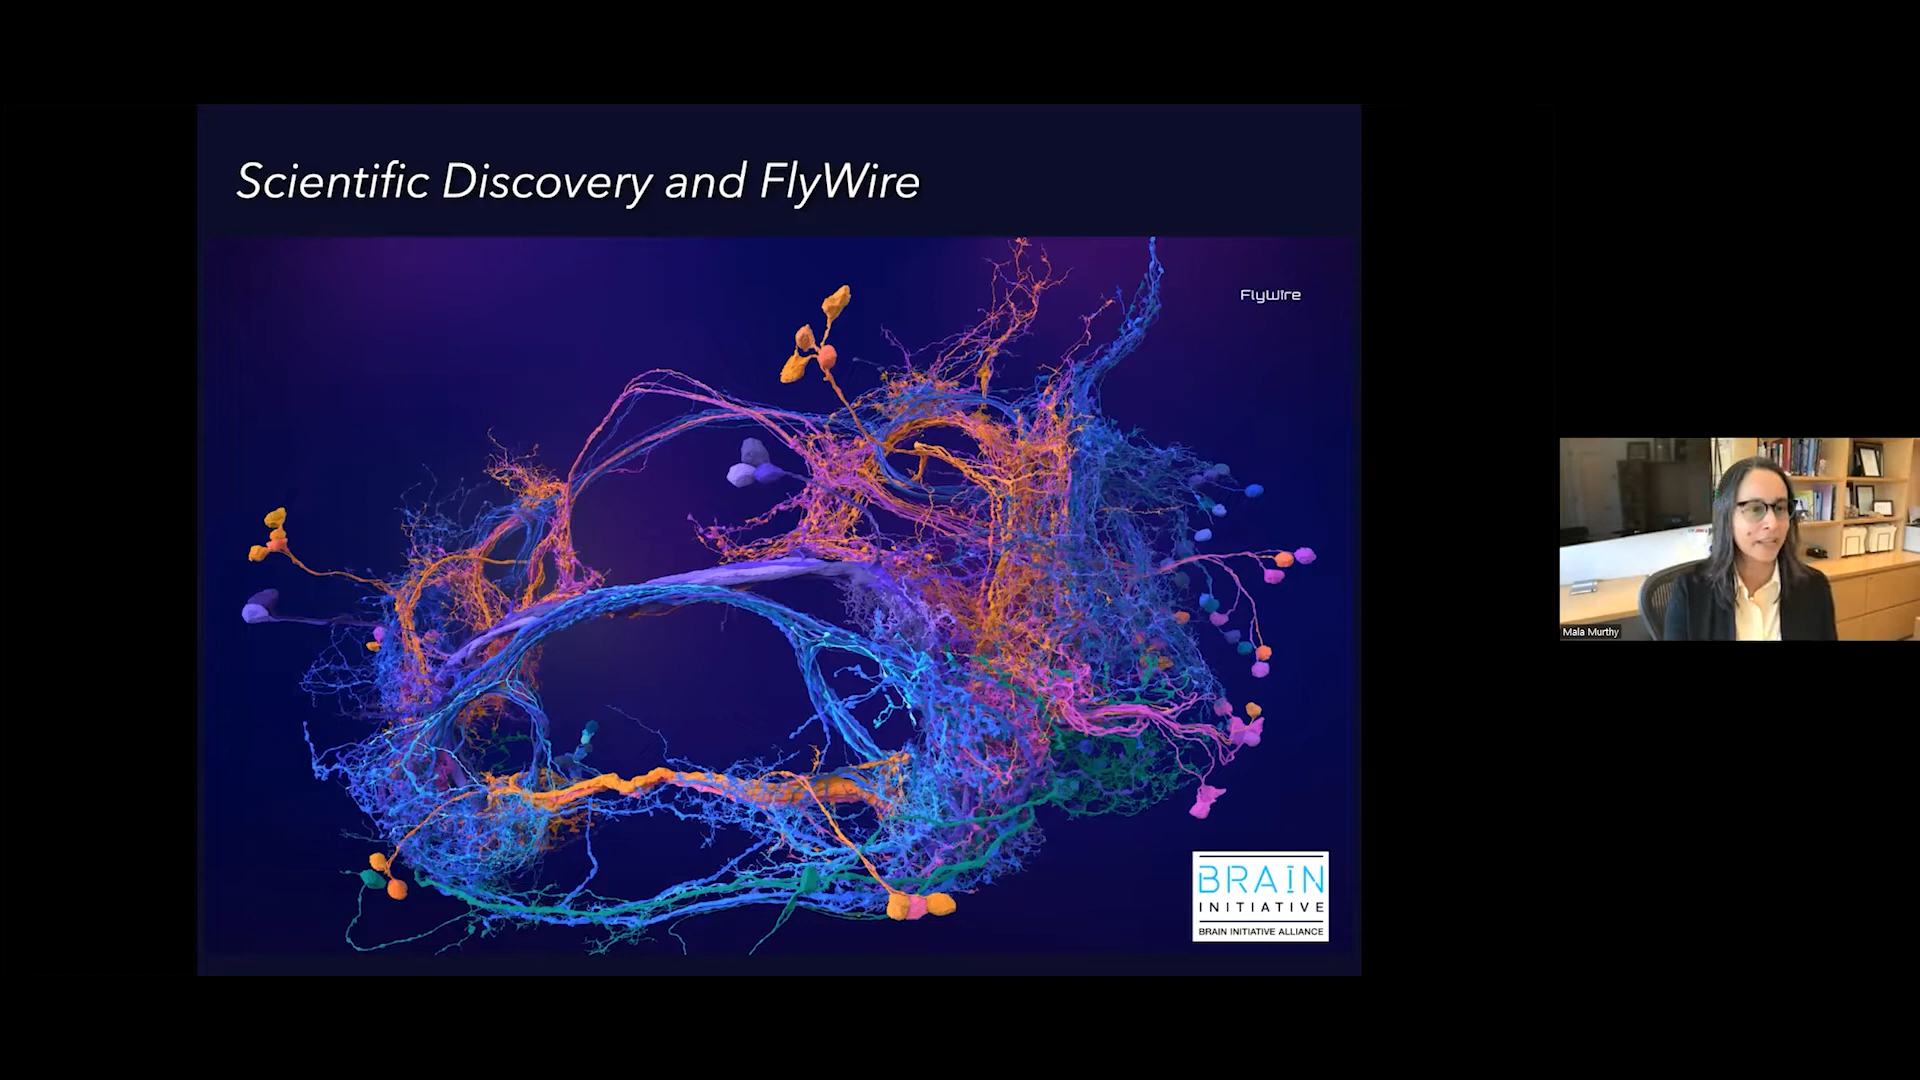 Scientific Discovery and FlyWire
FlyWire
BRAIN
INITIATIVE
BRAIN INITIATIVE ALLIANCE
Mala Murthy